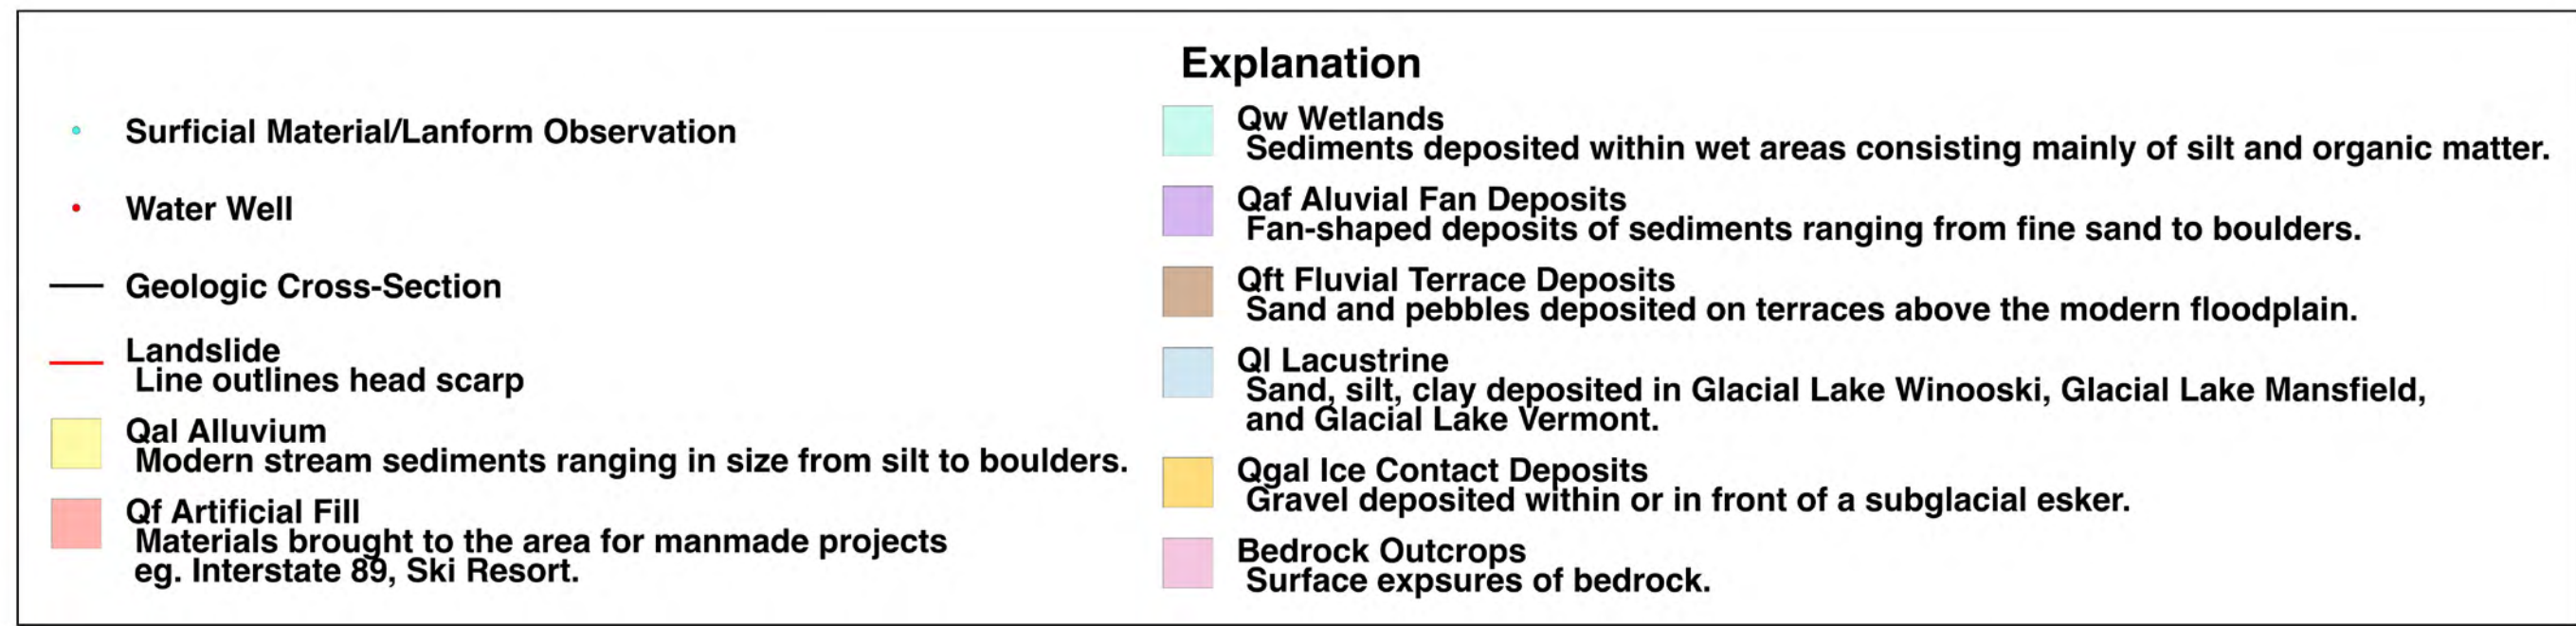 Explanation
Surficial Material/Lanform Observation
Water Well
Geologic Cross-Section
Landslide
Line outlines head scarp
Qal Alluvium
Modern stream sediments ranging in size from silt to boulders.
Qf Artificial Fill
Materials brought to the area for manmade projects
eg. Interstate 89, Ski Resort.
Qw Wetlands
Sediments deposited within wet areas consisting mainly of silt and organic matter.
Qaf Aluvial Fan Deposits
Fan-shaped deposits of sediments ranging from fine sand to boulders.
Qft Fluvial Terrace Deposits
Sand and pebbles deposited on terraces above the modern floodplain.
Ql Lacustrine
Sand, silt, clay deposited in Glacial Lake Winooski, Glacial Lake Mansfield,
and Glacial Lake Vermont.
Qgal Ice Contact Deposits
Gravel deposited within or in front of a subglacial esker.
Bedrock Outcrops
Surface expsures of bedrock.